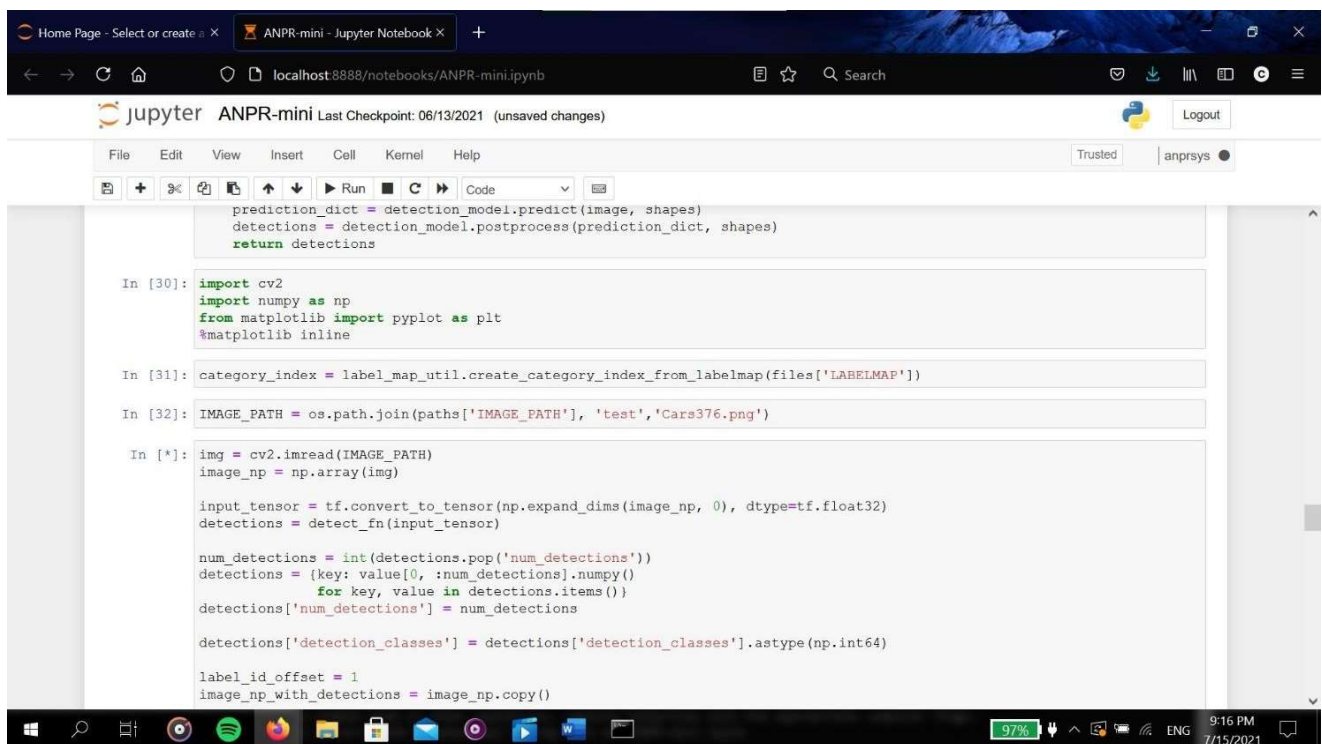 Home Page - Select or create a
ANPR-mini - Jupyter Notebook
localhost:8888/notebooks/ANPR-mini.ipynb
Search
jupyter ANPR-mini Last Checkpoint: 06/13/2021 (unsaved changes)
Logout
File Edit View Insert Cell Kernel Help
Trusted
anprsys
Run
Code
prediction_dict = detection_model.predict(image, shapes)
detections = detection_model.postprocess(prediction_dict, shapes)
return detections
In [30]: import cv2
import numpy as np
from matplotlib import pyplot as plt
%matplotlib inline
In [31]: category_index = label_map_util.create_category_index_from_labelmap(files['LABELMAP'])
In [32]: IMAGE_PATH = os.path.join(paths['IMAGE_PATH'], 'test','Cars376.png')
In [*]: img = cv2.imread(IMAGE_PATH)
image_np = np.array(img)
input_tensor = tf.convert_to_tensor(np.expand_dims(image_np, 0), dtype=tf.float32)
detections = detect_fn(input_tensor)
num_detections = int(detections.pop('num_detections'))
detections = {key: value[0, :num_detections].numpy()
for key, value in detections.items()}
detections['num_detections'] = num_detections
detections['detection_classes'] = detections['detection_classes'].astype(np.int64)
label_id_offset = 1
image_np_with_detections = image_np.copy()
97%
ENG
9:16 PM
7/15/2021